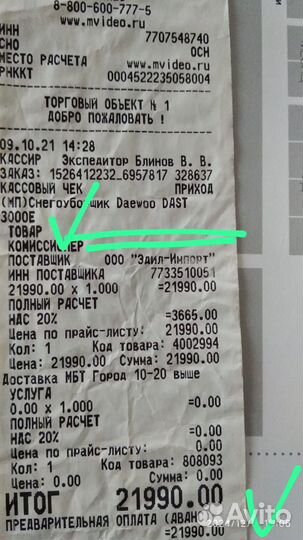 8-800-600-777-5
www.mvideo.ru
ИНН 7707548740
СНО ОСН
МЕСТО РАСЧЕТА www.mvideo.ru
РНККТ 0004522235058004
ТОРГОВЫЙ ОБЪЕКТ № 1
ДОБРО ПОЖАЛОВАТЬ !
09.10.21 14:28
КАССИР Экспедитор Блинов В. В.
ЗАКАЗ: 1526412232_6957817 328637
КАССОВЫЙ ЧЕК ПРИХОД
(МП)Снегоуборщик Daewoo DAST
3000E
ТОВАР
КОМИССИОНЕР
ПОСТАВЩИК ООО "Эдил-Импорт"
ИНН ПОСТАВЩИКА 7733510051
21990.00 x 1.000 =21990.00
ПОЛНЫЙ РАСЧЕТ
НДС 20% =3665.00
Цена по прайс-листу: 21990.00
Кол: 1 Код товара: 4002994
Цена: 21990.00 Сумма: 21990.00
Доставка МБТ Город 10-20 выше
УСЛУГА
0.00 x 1.000 =0.00
ПОЛНЫЙ РАСЧЕТ
НДС 20% =0.00
Цена по прайс-листу: 0.00
Кол: 1 Код товара: 808093
Цена: 0.00 Сумма: 0.00
ИТОГ 21990.00
ПРЕДВАРИТЕЛЬНАЯ ОПЛАТА (АВАНС
=21990.00
Avito